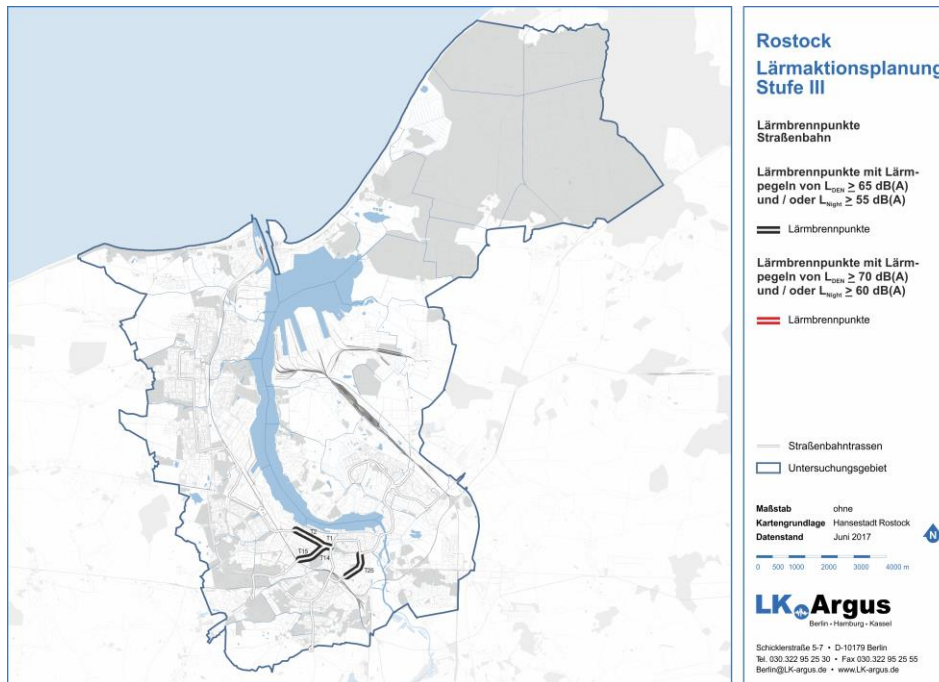 Rostock
Lärmaktionsplanung
Stufe III
Lärmbrennpunkte
Straßenbahn
Lärmbrennpunkte mit Lärm-
pegeln von LDEN ≥ 65 dB(A)
und / oder LNight ≥ 55 dB(A)
Lärmbrennpunkte
Lärmbrennpunkte mit Lärm-
pegeln von LDEN ≥ 70 dB(A)
und / oder LNight ≥ 60 dB(A)
Lärmbrennpunkte
Straßenbahntrassen
Untersuchungsgebiet
Maßstab ohne
Kartengrundlage Hansestadt Rostock
Datenstand Juni 2017
N
0 500 1000 2000 3000 4000 m
LK Argus
Berlin • Hamburg • Kassel
Schicklerstraße 5-7 • D-10179 Berlin
Tel. 030.322 95 25 30 • Fax 030.322 95 25 55
Berlin@LK-argus.de • www.LK-argus.de
T2
T1
T15
T14
T25